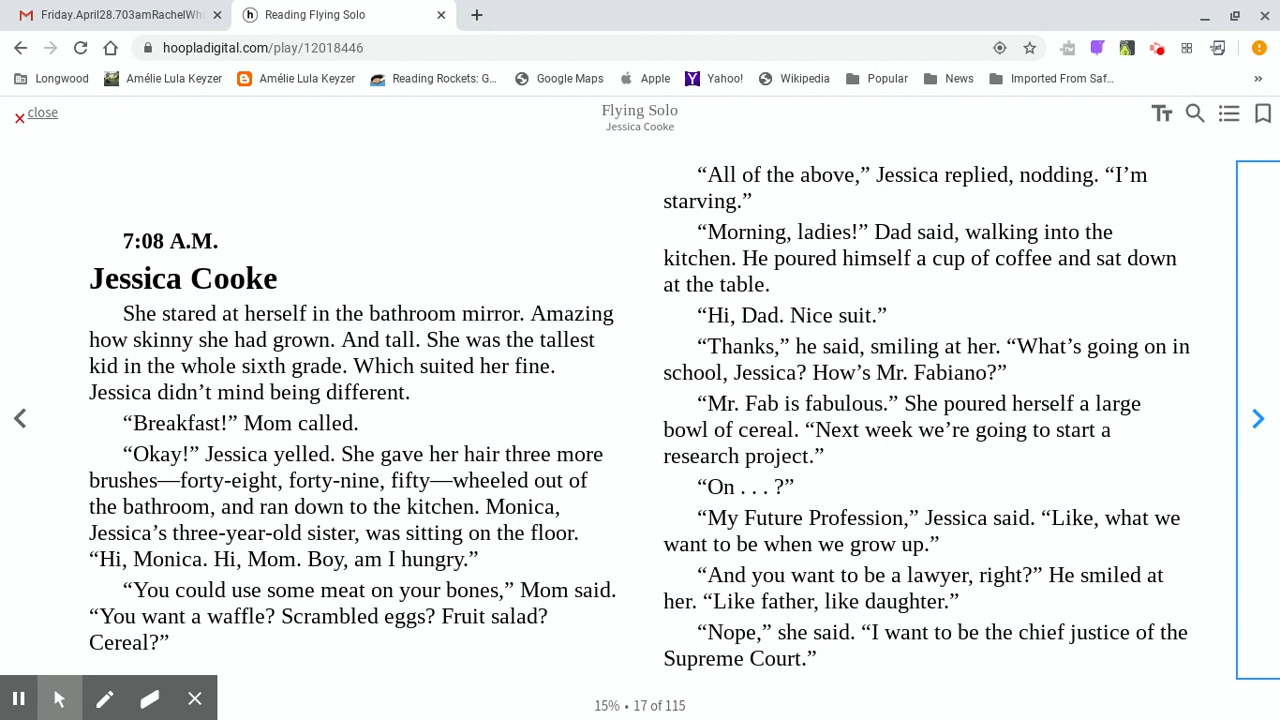 Friday.April28.703amRachelWh
Reading Flying Solo
hoopladigital.com/play/12018446
Longwood
Amélie Lula Keyzer
Amélie Lula Keyzer
Reading Rockets: G...
Google Maps
Apple
Yahoo!
Wikipedia
Popular
News
Imported From Saf...
close
Flying Solo
Jessica Cooke
7:08 A.M.
Jessica Cooke
She stared at herself in the bathroom mirror. Amazing
how skinny she had grown. And tall. She was the tallest
kid in the whole sixth grade. Which suited her fine.
Jessica didn’t mind being different.
“Breakfast!” Mom called.
“Okay!” Jessica yelled. She gave her hair three more
brushes—forty-eight, forty-nine, fifty—wheeled out of
the bathroom, and ran down to the kitchen. Monica,
Jessica’s three-year-old sister, was sitting on the floor.
“Hi, Monica. Hi, Mom. Boy, am I hungry.”
“You could use some meat on your bones,” Mom said.
“You want a waffle? Scrambled eggs? Fruit salad?
Cereal?”
“All of the above,” Jessica replied, nodding. “I’m
starving.”
“Morning, ladies!” Dad said, walking into the
kitchen. He poured himself a cup of coffee and sat down
at the table.
“Hi, Dad. Nice suit.”
“Thanks,” he said, smiling at her. “What’s going on in
school, Jessica? How’s Mr. Fabiano?”
“Mr. Fab is fabulous.” She poured herself a large
bowl of cereal. “Next week we’re going to start a
research project.”
“On . . . ?”
“My Future Profession,” Jessica said. “Like, what we
want to be when we grow up.”
“And you want to be a lawyer, right?” He smiled at
her. “Like father, like daughter.”
“Nope,” she said. “I want to be the chief justice of the
Supreme Court.”
15% • 17 of 115